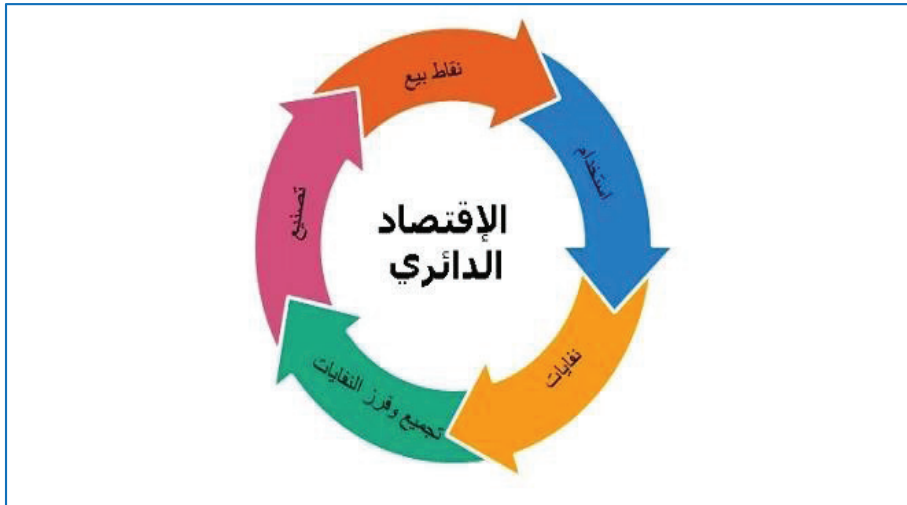 نقاط بيع
استخدام
نفايات
تجميع وفرز النفايات
تصنيع
الإقتصاد
الدائري